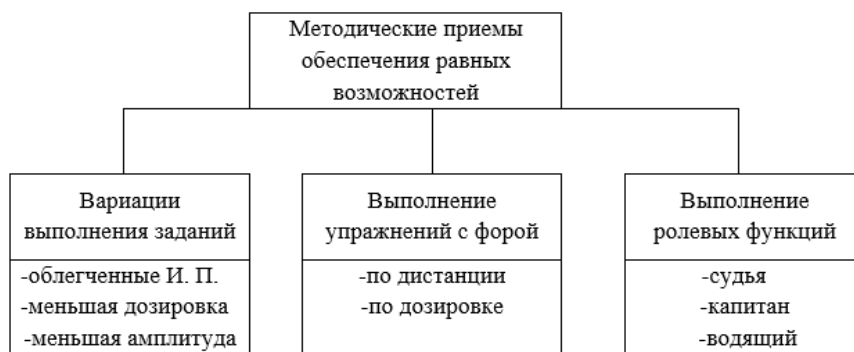 Методические приемы
обеспечения равных
возможностей
Вариации
выполнения заданий
-облегченные И. П.
-меньшая дозировка
-меньшая амплитуда
Выполнение
упражнений с форой
-по дистанции
-по дозировке
Выполнение
ролевых функций
-судья
-капитан
-водящий